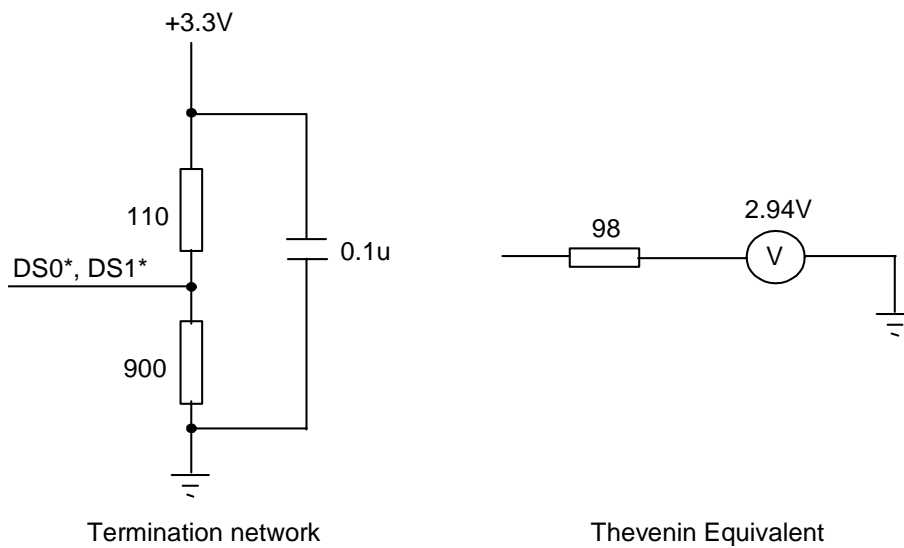 +3.3V
110
0.1u
DS0*, DS1*
900
Termination network
2.94V
98
V
Thevenin Equivalent